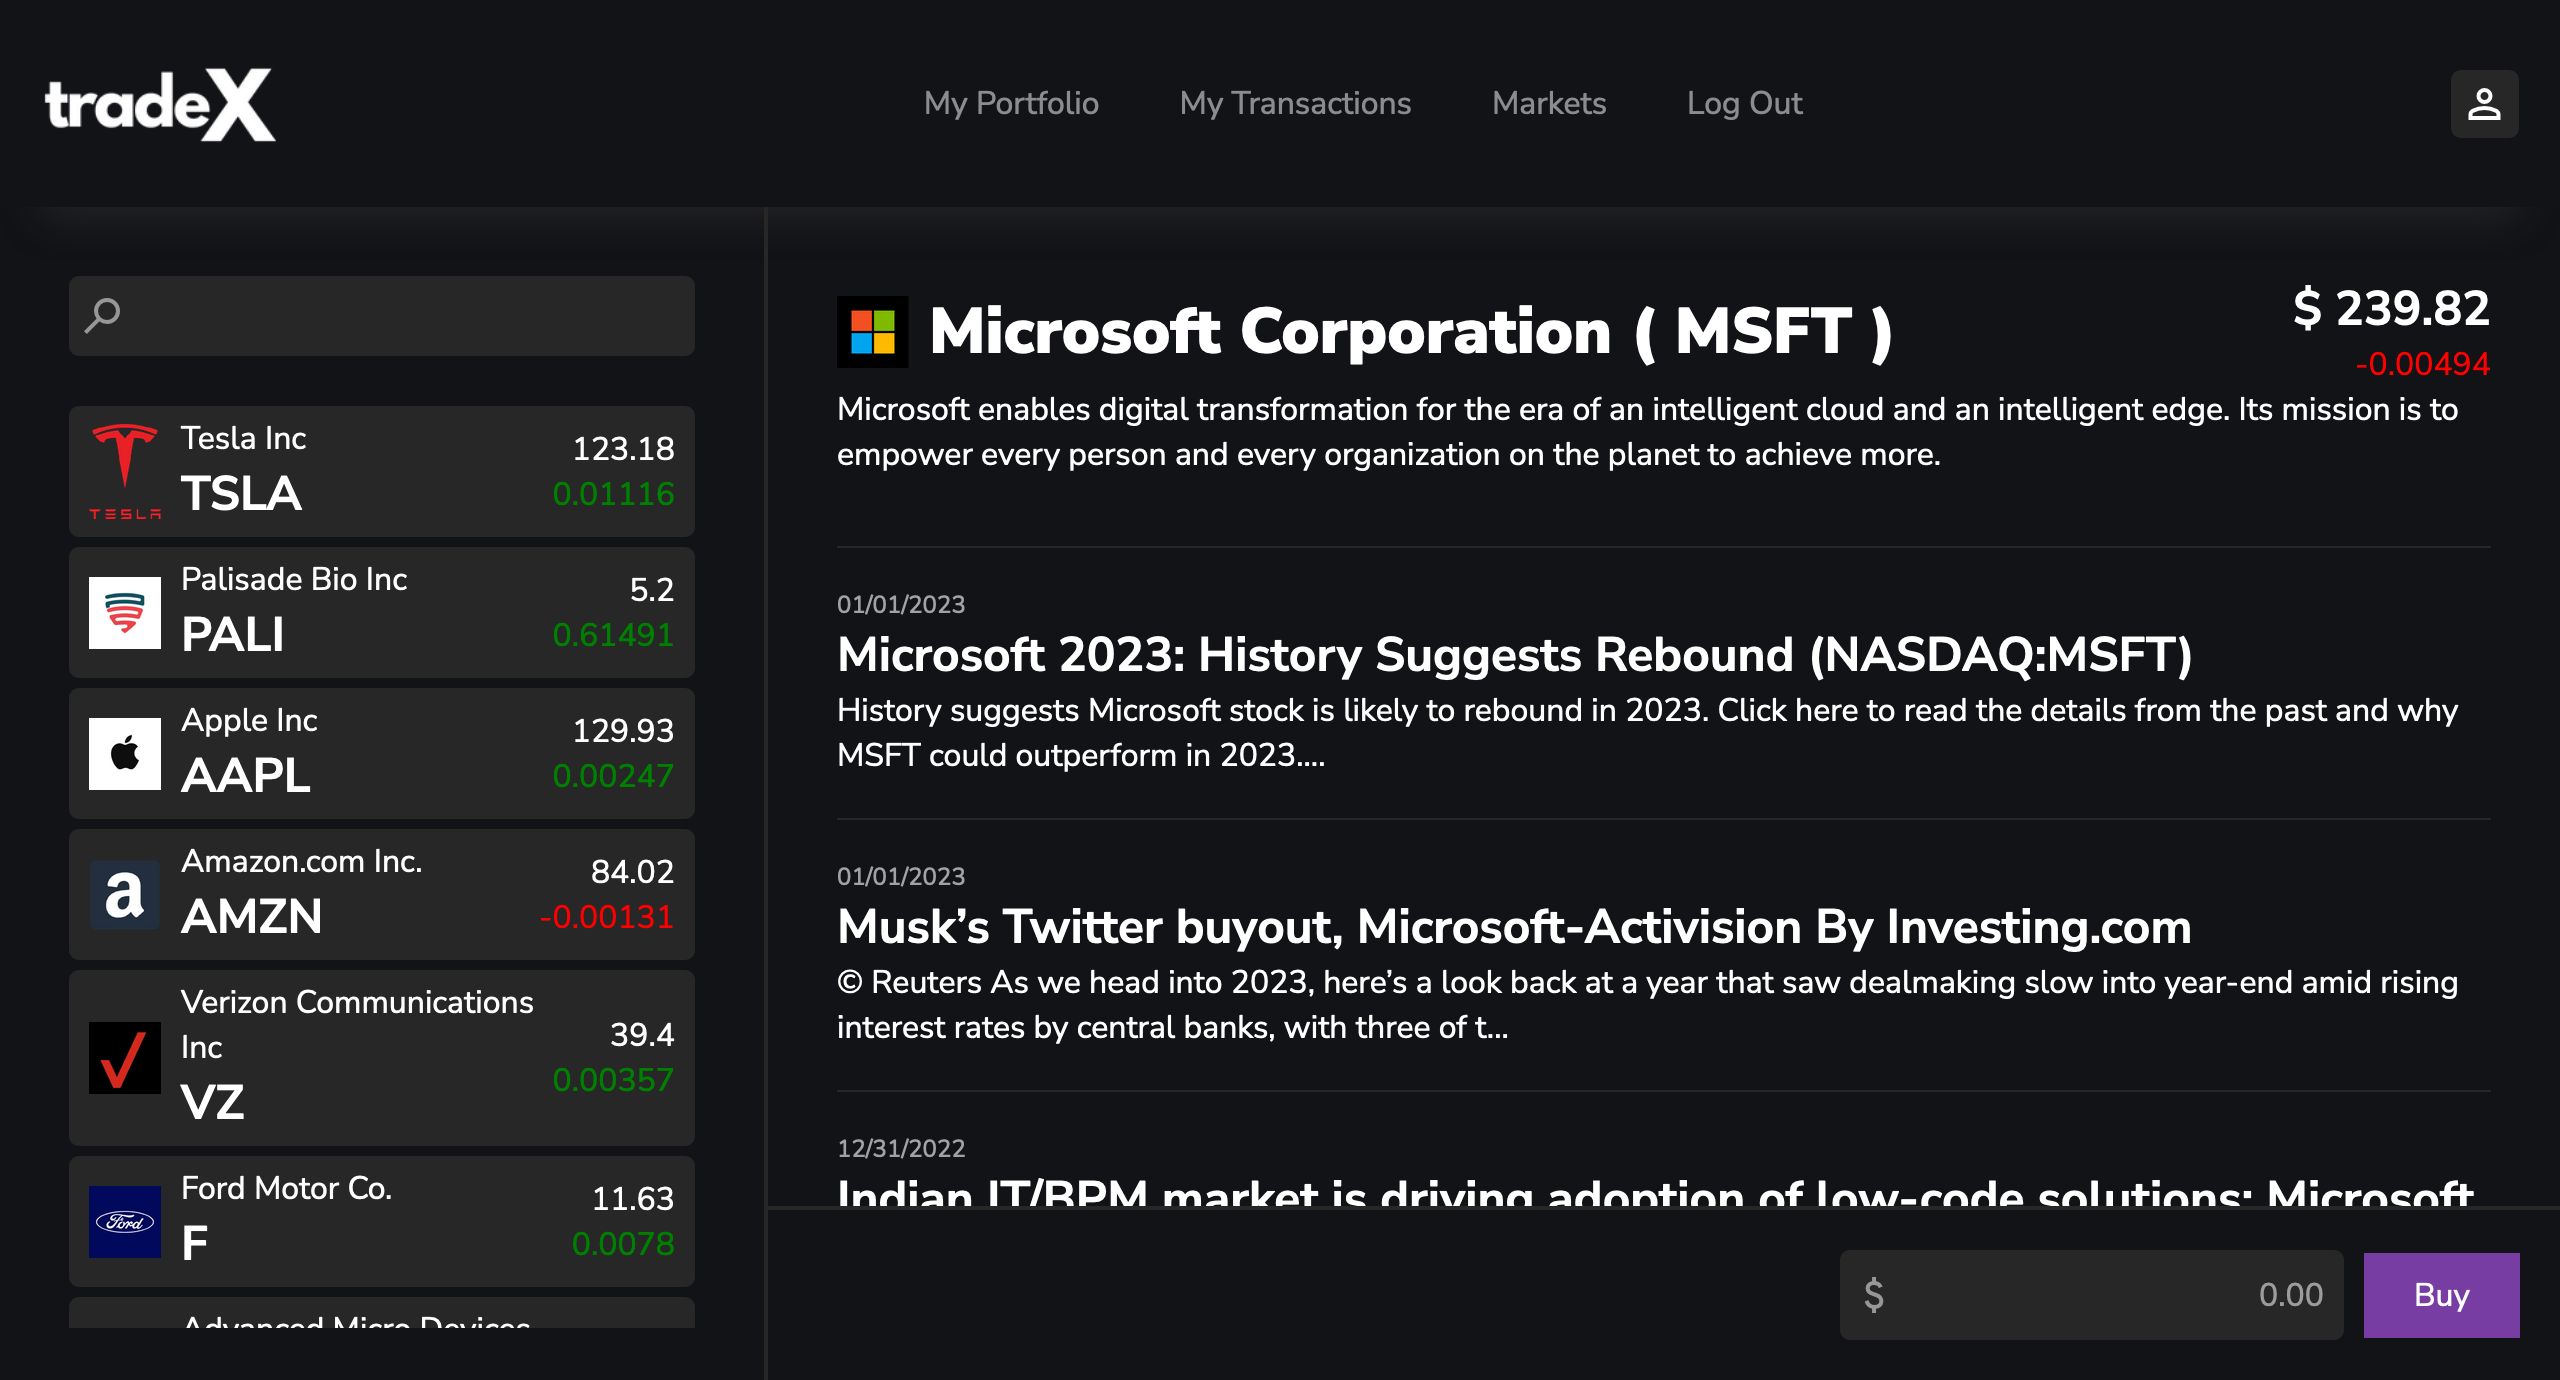 tradeX
My Portfolio
My Transactions
Markets
Log Out
Tesla Inc
TSLA
123.18
0.01116
TESLA
Palisade Bio Inc
PALI
5.2
0.61491
Apple Inc
AAPL
129.93
0.00247
a
Amazon.com Inc.
AMZN
84.02
-0.00131
Verizon Communications
Inc
VZ
39.4
0.00357
Ford
Ford Motor Co.
F
11.63
0.0078
Advanced Micro Devices
Microsoft Corporation ( MSFT )
$ 239.82
-0.00494
Microsoft enables digital transformation for the era of an intelligent cloud and an intelligent edge. Its mission is to
empower every person and every organization on the planet to achieve more.
01/01/2023
Microsoft 2023: History Suggests Rebound (NASDAQ:MSFT)
History suggests Microsoft stock is likely to rebound in 2023. Click here to read the details from the past and why
MSFT could outperform in 2023....
01/01/2023
Musk’s Twitter buyout, Microsoft-Activision By Investing.com
© Reuters As we head into 2023, here’s a look back at a year that saw dealmaking slow into year-end amid rising
interest rates by central banks, with three of t...
12/31/2022
Indian IT/BPM market is driving adoption of low-code solutions: Microsoft
$
0.00
Buy